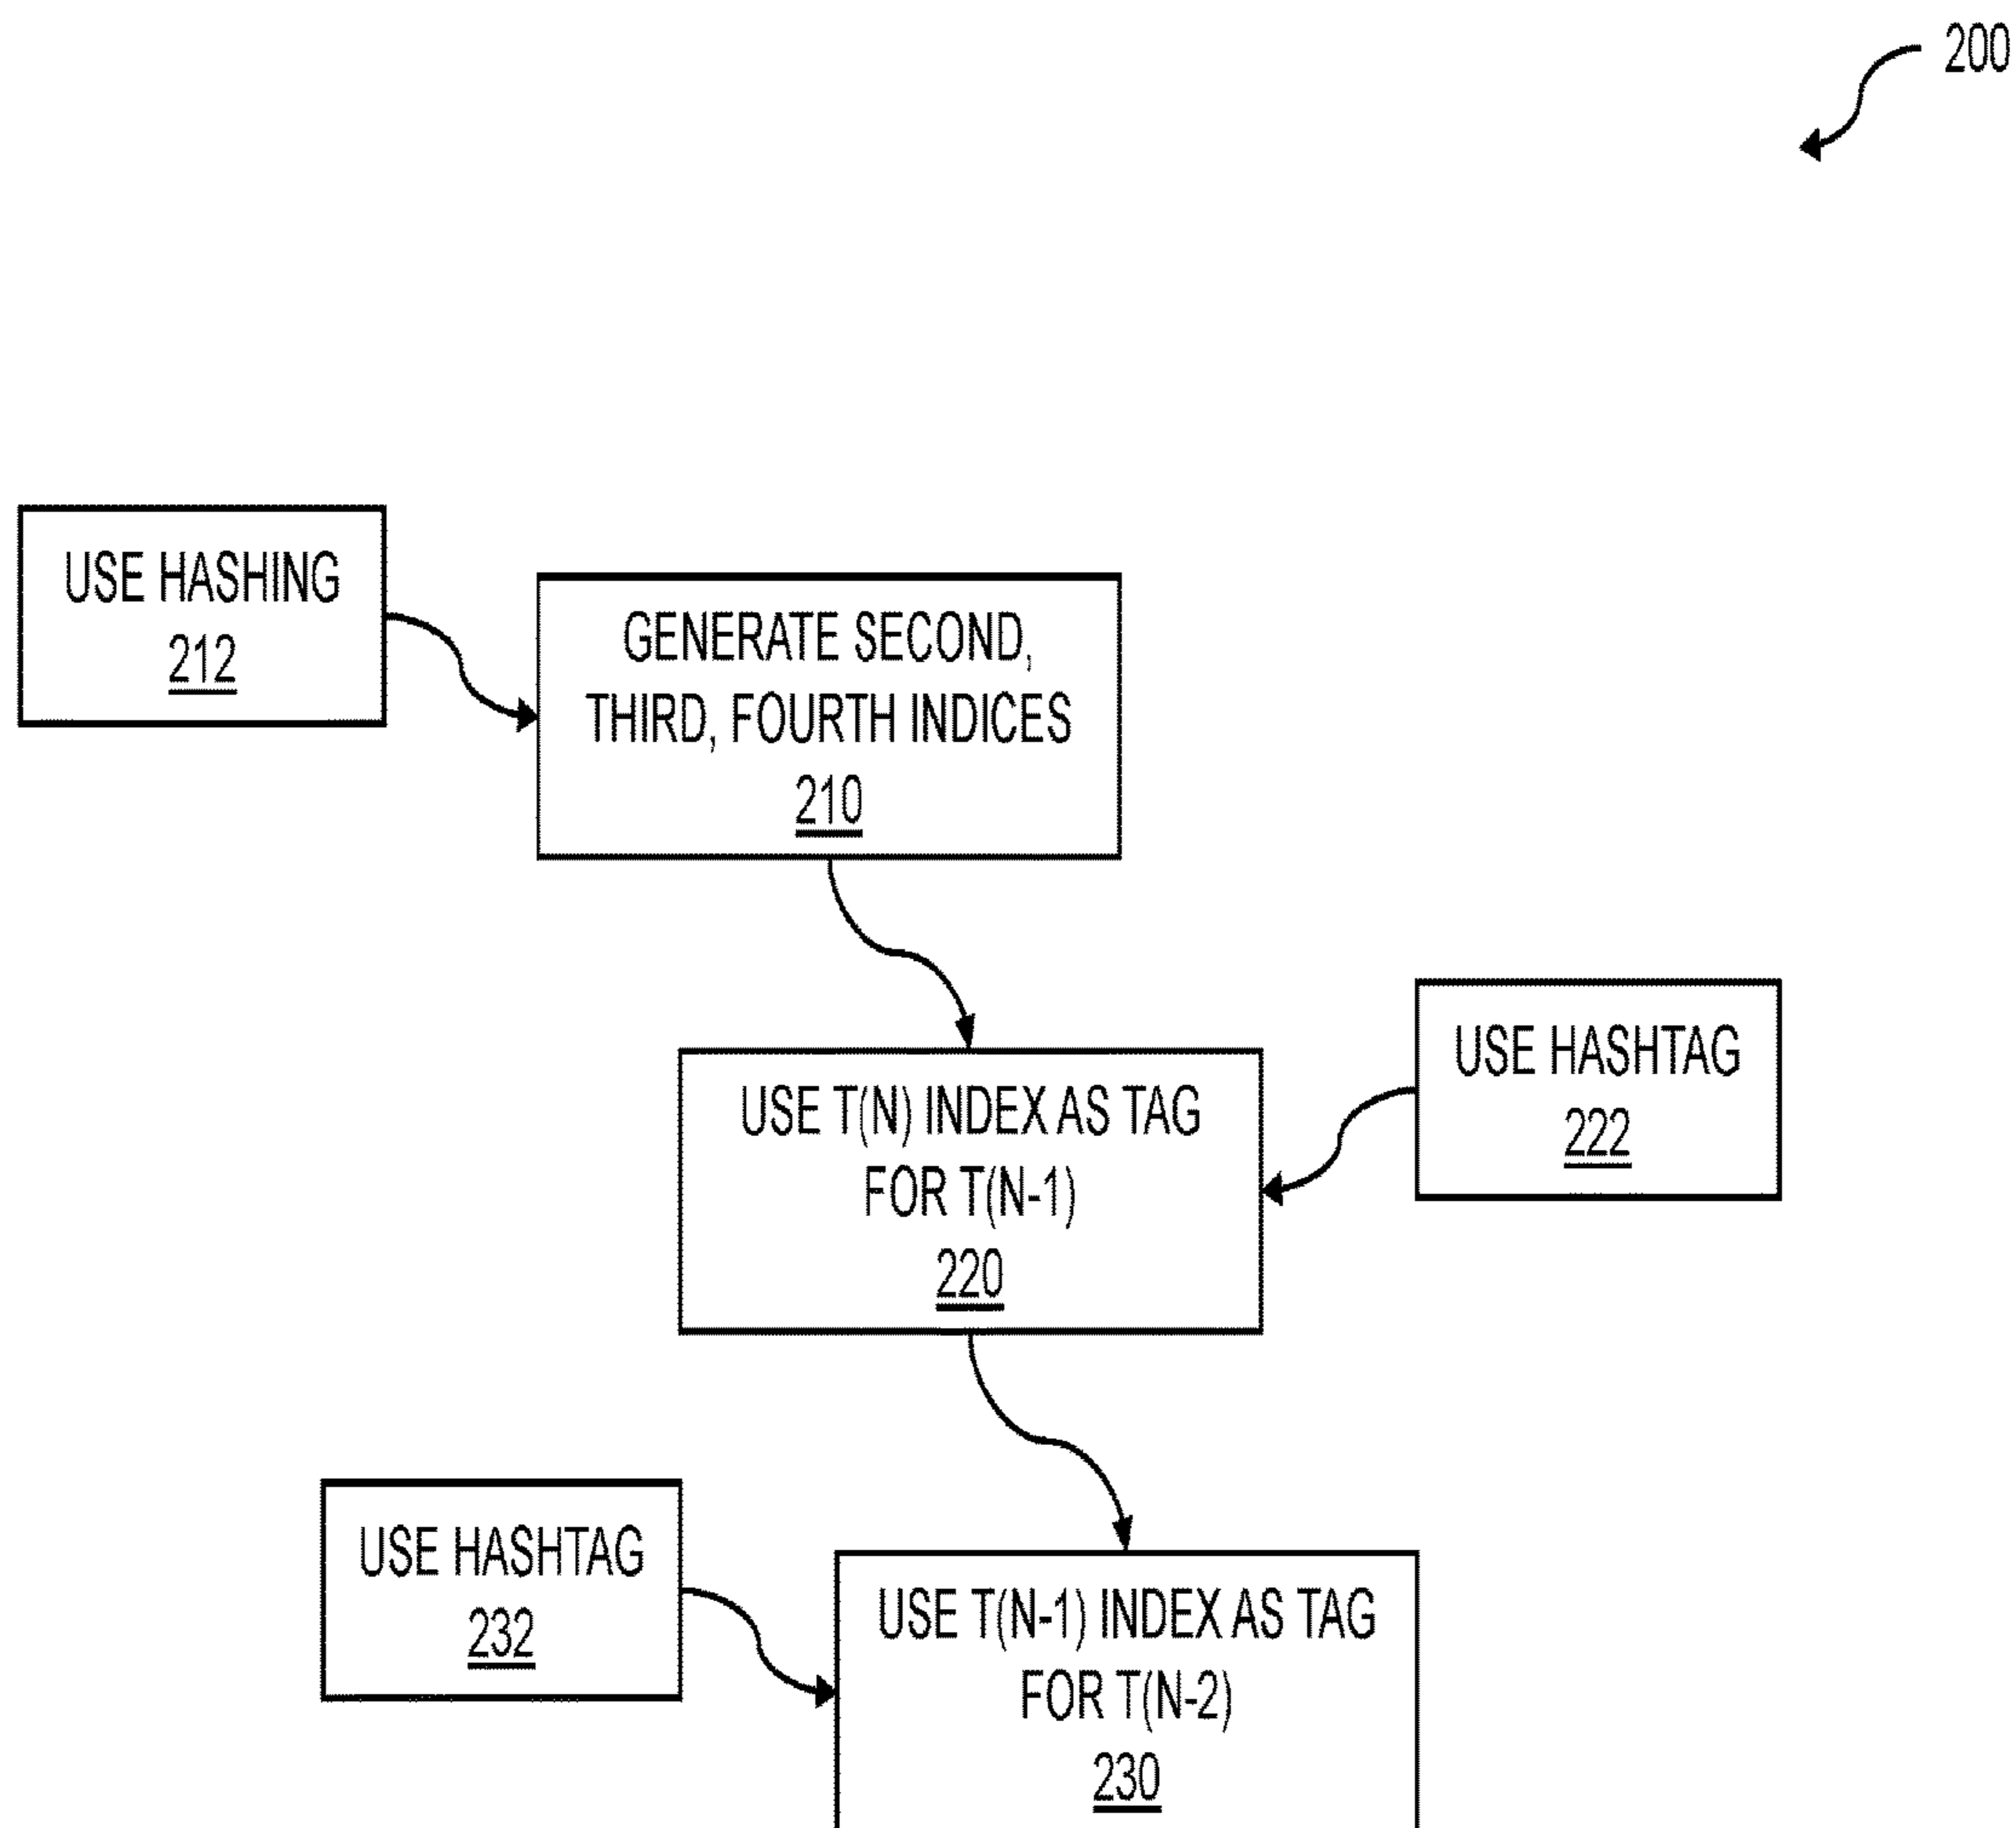 200
USE HASHING
212
GENERATE SECOND,
THIRD, FOURTH INDICES
210
USE HASHTAG
222
USE T(N) INDEX AS TAG
FOR T(N-1)
220
USE HASHTAG
232
USE T(N-1) INDEX AS TAG
FOR T(N-2)
230